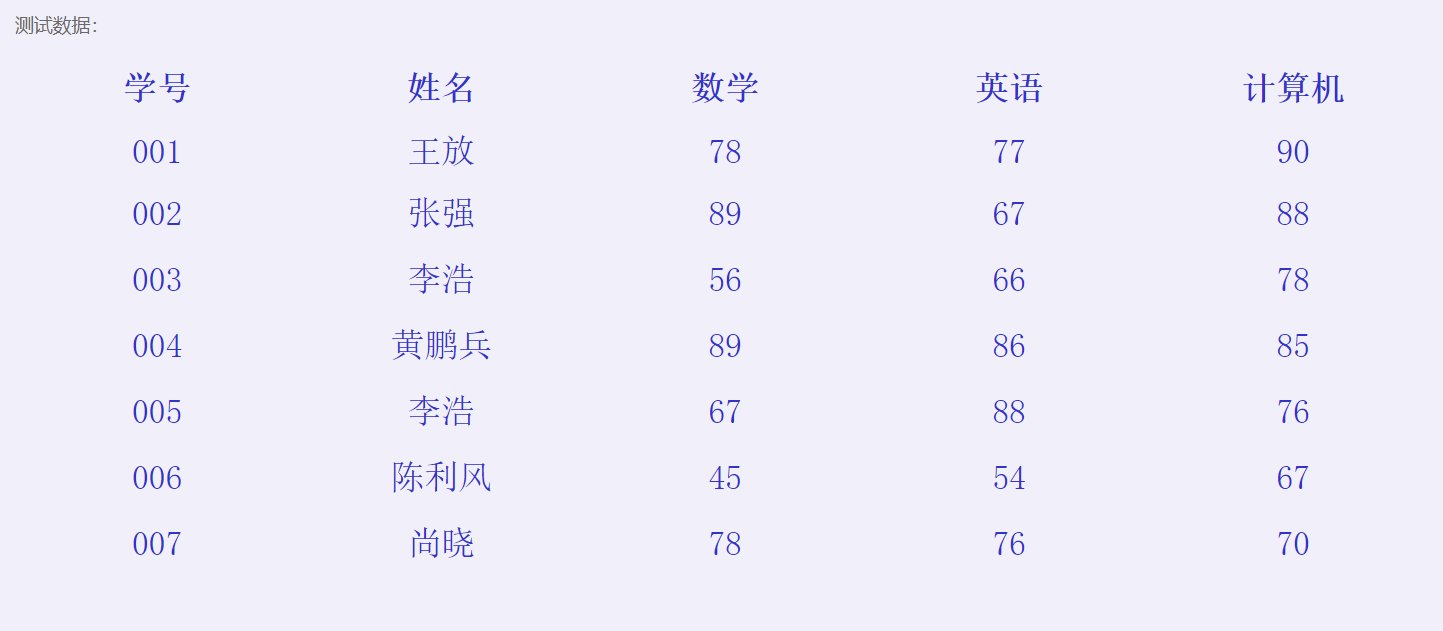 测试数据:
学号 姓名 数学 英语 计算机
001 王放 78 77 90
002 张强 89 67 88
003 李浩 56 66 78
004 黄鹏兵 89 86 85
005 李浩 67 88 76
006 陈利风 45 54 67
007 尚晓 78 76 70